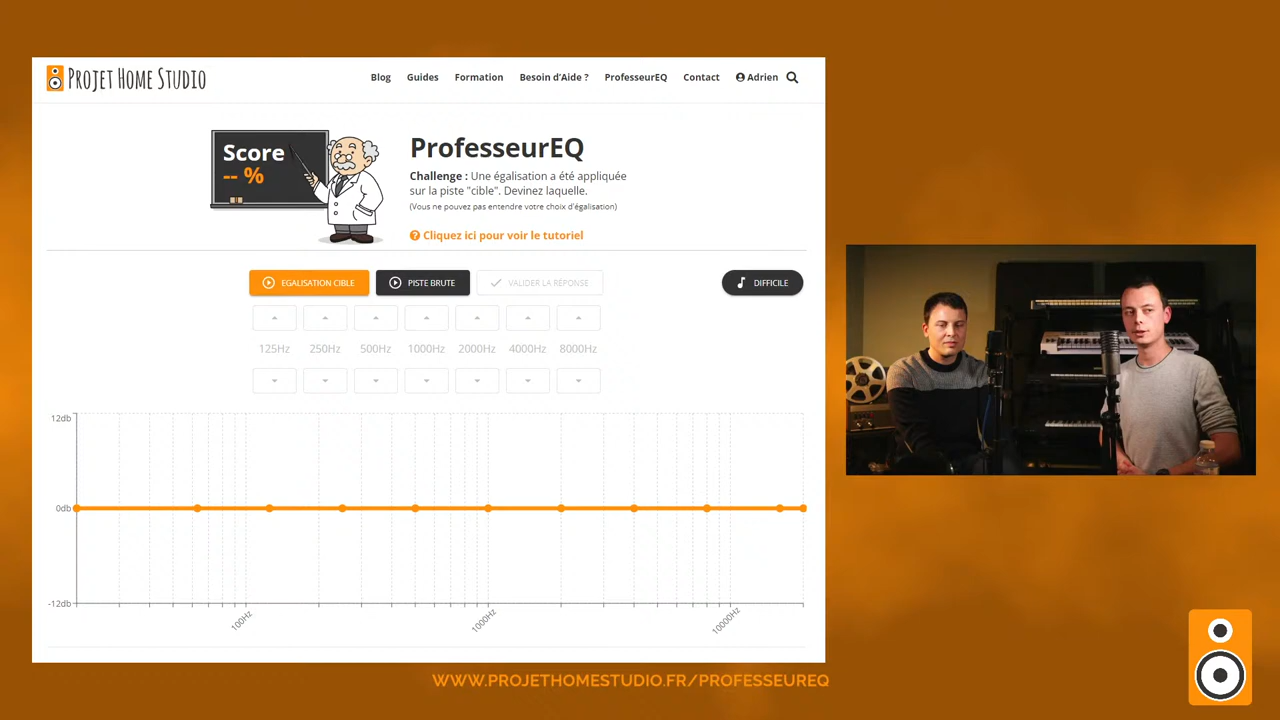 PROJET HOME STUDIO
Blog Guides Formation Besoin d'Aide ? ProfesseurEQ Contact Adrien
Score
-- %
ProfesseurEQ
Challenge : Une égalisation a été appliquée
sur la piste "cible". Devinez laquelle.
(Vous ne pouvez pas entendre votre choix d'égalisation)
Cliquez ici pour voir le tutoriel
EGALISATION CIBLE PISTE BRUTE VALIDER LA RÉPONSE DIFFICILE
125Hz 250Hz 500Hz 1000Hz 2000Hz 4000Hz 8000Hz
12db
0db
-12db
100Hz 1000Hz 10000Hz
WWW.PROJETHOMESTUDIO.FR/PROFESSEUREQ